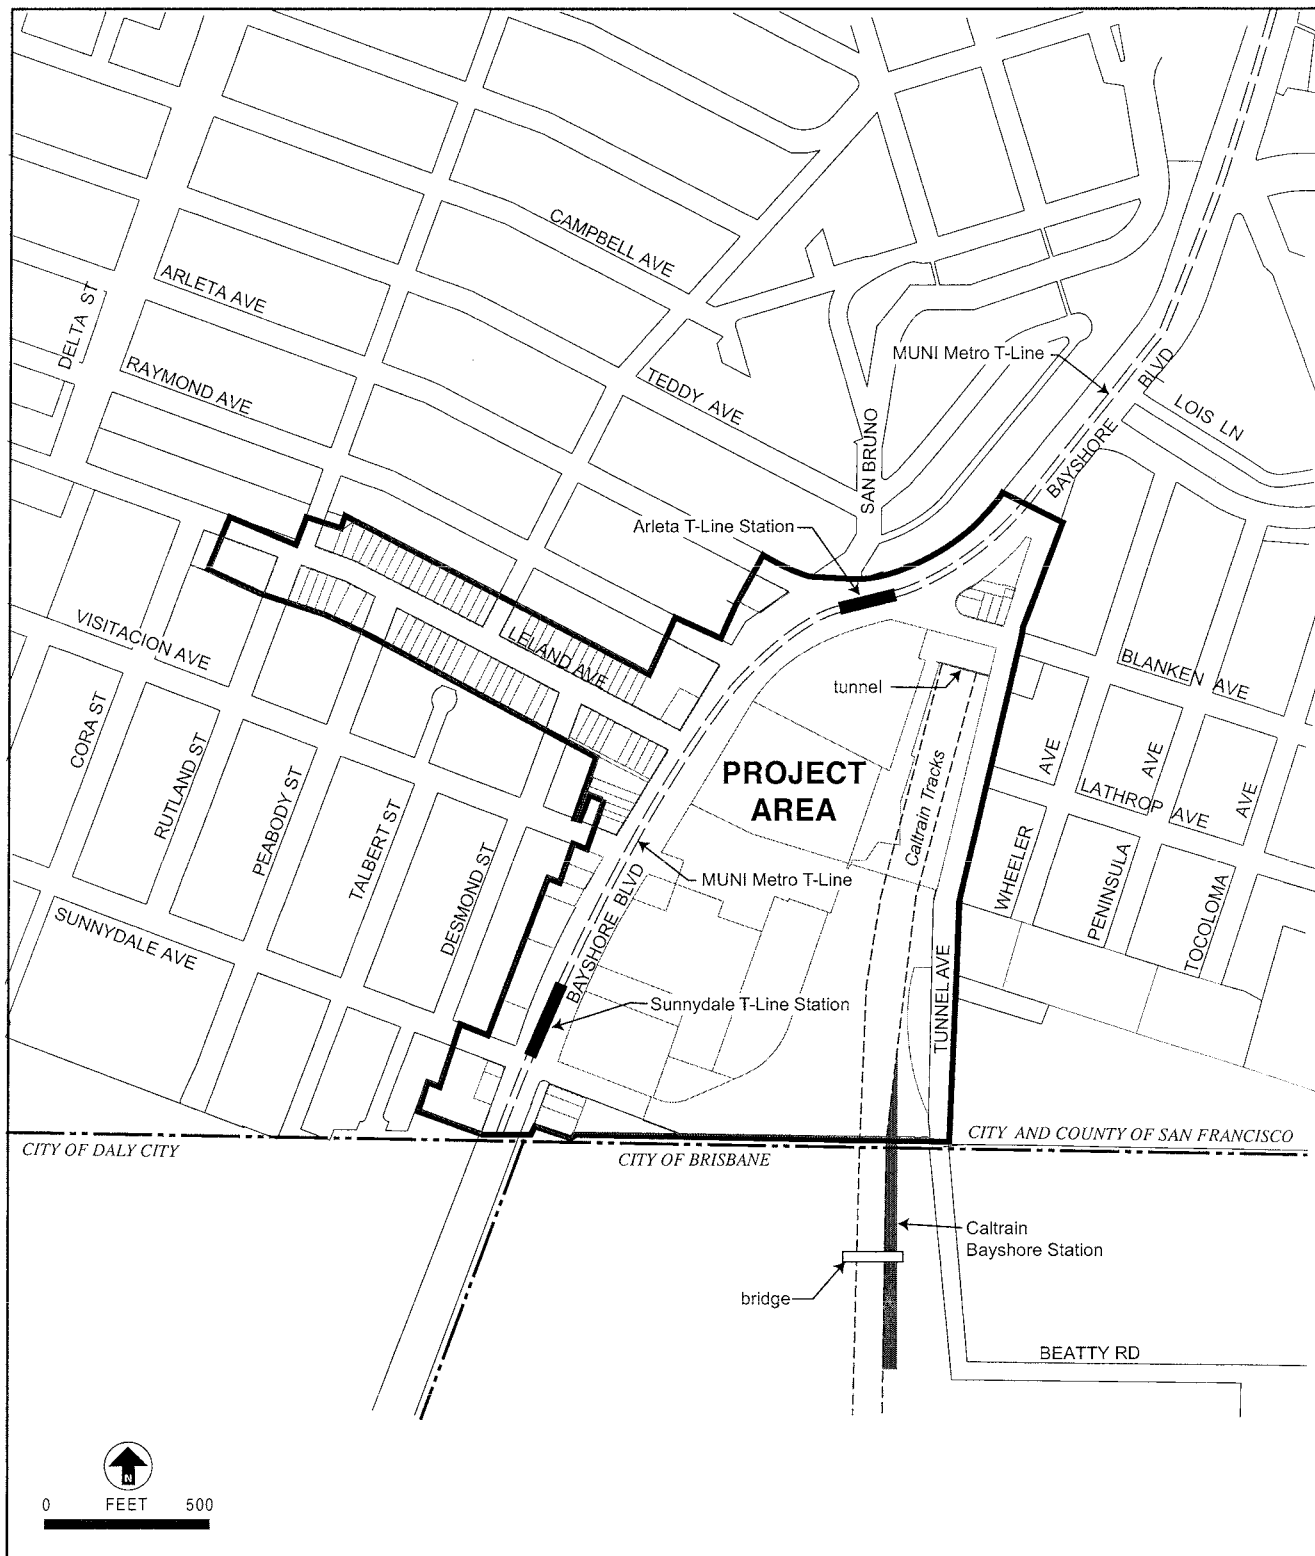 CAMPBELL AVE
ARLETA AVE
DELTA ST
RAYMOND AVE
TEDDY AVE
SAN BRUNO
MUNI Metro T-Line
BAYSHORE BLVD
LOIS LN
Arleta T-Line Station
VISITACION AVE
LELAND AVE
tunnel
BLANKEN AVE
CORA ST
RUTLAND ST
PEABODY ST
TALBERT ST
DESMOND ST
PROJECT
AREA
Caltrain Tracks
LATHROP AVE
WHEELER AVE
PENINSULA AVE
TOCOLOMA AVE
MUNI Metro T-Line
BAYSHORE BLVD
SUNNYDALE AVE
Sunnydale T-Line Station
TUNNEL AVE
CITY OF DALY CITY
CITY OF BRISBANE
CITY AND COUNTY OF SAN FRANCISCO
Caltrain
Bayshore Station
bridge
BEATTY RD
N
0 FEET 500